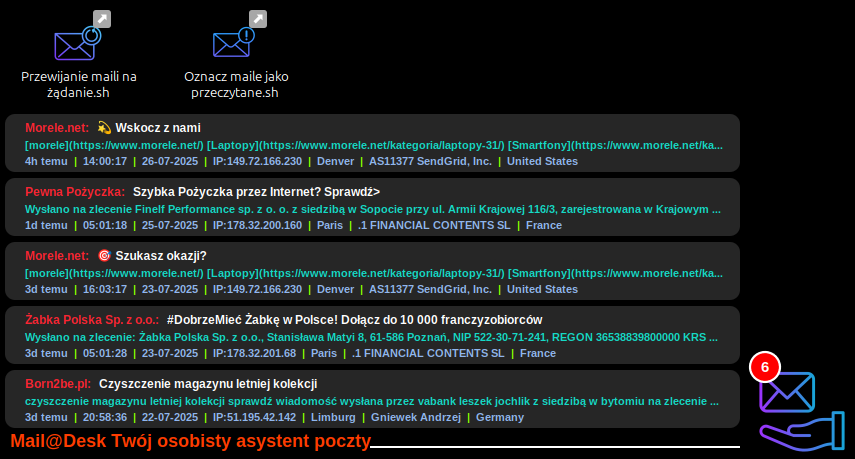 Przewijanie maili na
żądanie.sh
Oznacz maile jako
przeczytane.sh
Morele.net: 💫 Wskocz z nami
[morele](https://www.morele.net/) [Laptopy](https://www.morele.net/kategoria/laptopy-31/) [Smartfony](https://www.morele.net/ka...
4h temu | 14:00:17 | 26-07-2025 | IP:149.72.166.230 | Denver | AS11377 SendGrid, Inc. | United States
Pewna Pożyczka: Szybka Pożyczka przez Internet? Sprawdź>
Wysłano na zlecenie Finelf Performance sp. z o. o. z siedzibą w Sopocie przy ul. Armii Krajowej 116/3, zarejestrowana w Krajowym ...
1d temu | 05:01:18 | 25-07-2025 | IP:178.32.200.160 | Paris | .1 FINANCIAL CONTENTS SL | France
Morele.net: 🎯 Szukasz okazji?
[morele](https://www.morele.net/) [Laptopy](https://www.morele.net/kategoria/laptopy-31/) [Smartfony](https://www.morele.net/ka...
3d temu | 16:03:17 | 23-07-2025 | IP:149.72.166.230 | Denver | AS11377 SendGrid, Inc. | United States
Żabka Polska Sp. z o.o.: #DobrzeMieć Żabkę w Polsce! Dołącz do 10 000 franczyzobiorców
Wysłano na zlecenie: Żabka Polska Sp. z o.o., Stanisława Matyi 8, 61-586 Poznań, NIP 522-30-71-241, REGON 36538839800000 KRS ...
3d temu | 05:01:28 | 23-07-2025 | IP:178.32.201.68 | Paris | .1 FINANCIAL CONTENTS SL | France
Born2be.pl: Czyszczenie magazynu letniej kolekcji
czyszczenie magazynu letniej kolekcji sprawdź wiadomość wysłana przez vabank leszek jochlik z siedzibą w bytomiu na zlecenie ...
3d temu | 20:58:36 | 22-07-2025 | IP:51.195.42.142 | Limburg | Gniewek Andrzej | Germany
6
Mail@Desk Twój osobisty asystent poczty